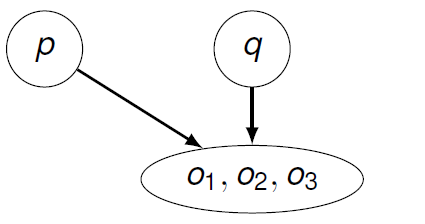 p q
o₁, o₂, o₃